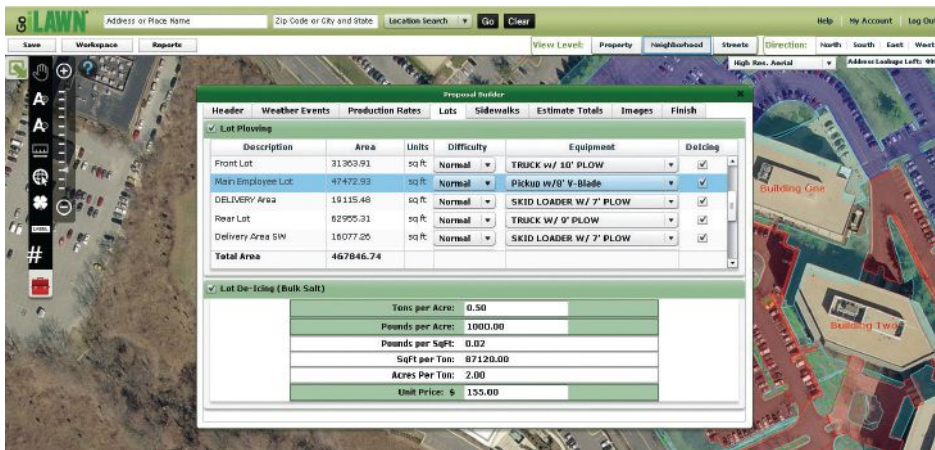 Go iLAWN Address or Place Name Zip Code or City and State Location Search Go Clear Help My Account Log Out
Save Workspace Reports View Level: Property Neighborhood Streets Direction: North South East West
High Res. Aerial Address Lookups Left:
Proposal Builder
Header Weather Events Production Rates Lots Sidewalks Estimate Totals Images Finish
Lot Plowing
Description Area Units Difficulty Equipment DeIcing
Front Lot 31363.91 sq ft Normal TRUCK w/ 10' PLOW
Main Employee Lot 47472.93 sq ft Normal Pickup w/8' V-Blade
DELIVERY Area 19115.48 sq ft Normal SKID LOADER W/ 7' PLOW
Rear Lot 62955.31 sq ft Normal TRUCK W/ 9' PLOW
Delivery Area SW 16077.26 sq ft Normal SKID LOADER W/ 7' PLOW
Total Area 467846.74
Lot De-Icing (Bulk Salt)
Tons per Acre: 0.50
Pounds per Acre: 1000.00
Pounds per SqFt: 0.02
SqFt per Ton: 87120.00
Acres Per Ton: 2.00
Unit Price: $ 155.00
A
A
LABEL
#
?
Building One
Building Two